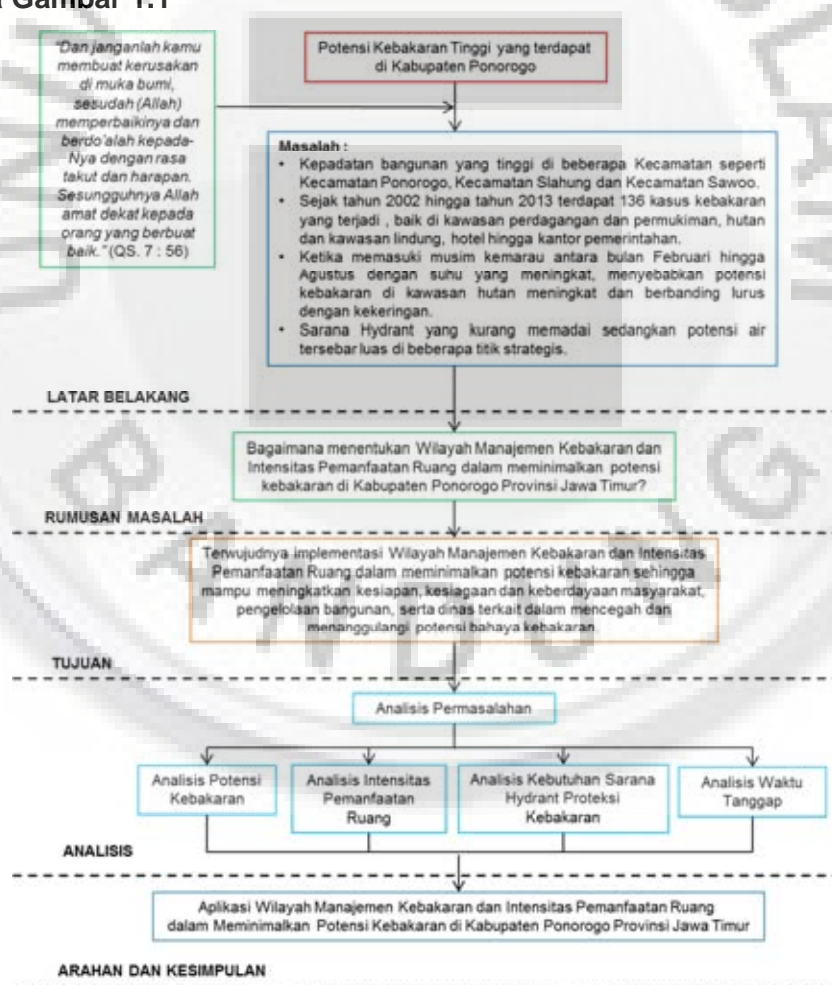 Gambar 1.1
"Dan janganlah kamu
membuat kerusakan
di muka bumi,
sesudah (Allah)
memperbaikinya dan
berdo'alah kepada-
Nya dengan rasa
takut dan harapan.
Sesungguhnya Allah
amat dekat kepada
orang yang berbuat
baik." (QS. 7 : 56)
Potensi Kebakaran Tinggi yang terdapat
di Kabupaten Ponorogo
Masalah :
• Kepadatan bangunan yang tinggi di beberapa Kecamatan seperti
Kecamatan Ponorogo, Kecamatan Slahung dan Kecamatan Sawoo.
• Sejak tahun 2002 hingga tahun 2013 terdapat 136 kasus kebakaran
yang terjadi , baik di kawasan perdagangan dan permukiman, hutan
dan kawasan lindung, hotel hingga kantor pemerintahan.
• Ketika memasuki musim kemarau antara bulan Februari hingga
Agustus dengan suhu yang meningkat, menyebabkan potensi
kebakaran di kawasan hutan meningkat dan berbanding lurus
dengan kekeringan.
• Sarana Hydrant yang kurang memadai sedangkan potensi air
tersebar luas di beberapa titik strategis.
LATAR BELAKANG
Bagaimana menentukan Wilayah Manajemen Kebakaran dan
Intensitas Pemanfaatan Ruang dalam meminimalkan potensi
kebakaran di Kabupaten Ponorogo Provinsi Jawa Timur?
RUMUSAN MASALAH
Terwujudnya implementasi Wilayah Manajemen Kebakaran dan Intensitas
Pemanfaatan Ruang dalam meminimalkan potensi kebakaran sehingga
mampu meningkatkan kesiapan, kesiagaan dan keberdayaan masyarakat,
pengelolaan bangunan, serta dinas terkait dalam mencegah dan
menanggulangi potensi bahaya kebakaran.
TUJUAN
Analisis Permasalahan
Analisis Potensi
Kebakaran
Analisis Intensitas
Pemanfaatan
Ruang
Analisis Kebutuhan Sarana
Hydrant Proteksi
Kebakaran
Analisis Waktu
Tanggap
ANALISIS
Aplikasi Wilayah Manajemen Kebakaran dan Intensitas Pemanfaatan Ruang
dalam Meminimalkan Potensi Kebakaran di Kabupaten Ponorogo Provinsi Jawa Timur
ARAHAN DAN KESIMPULAN
BANDUNG